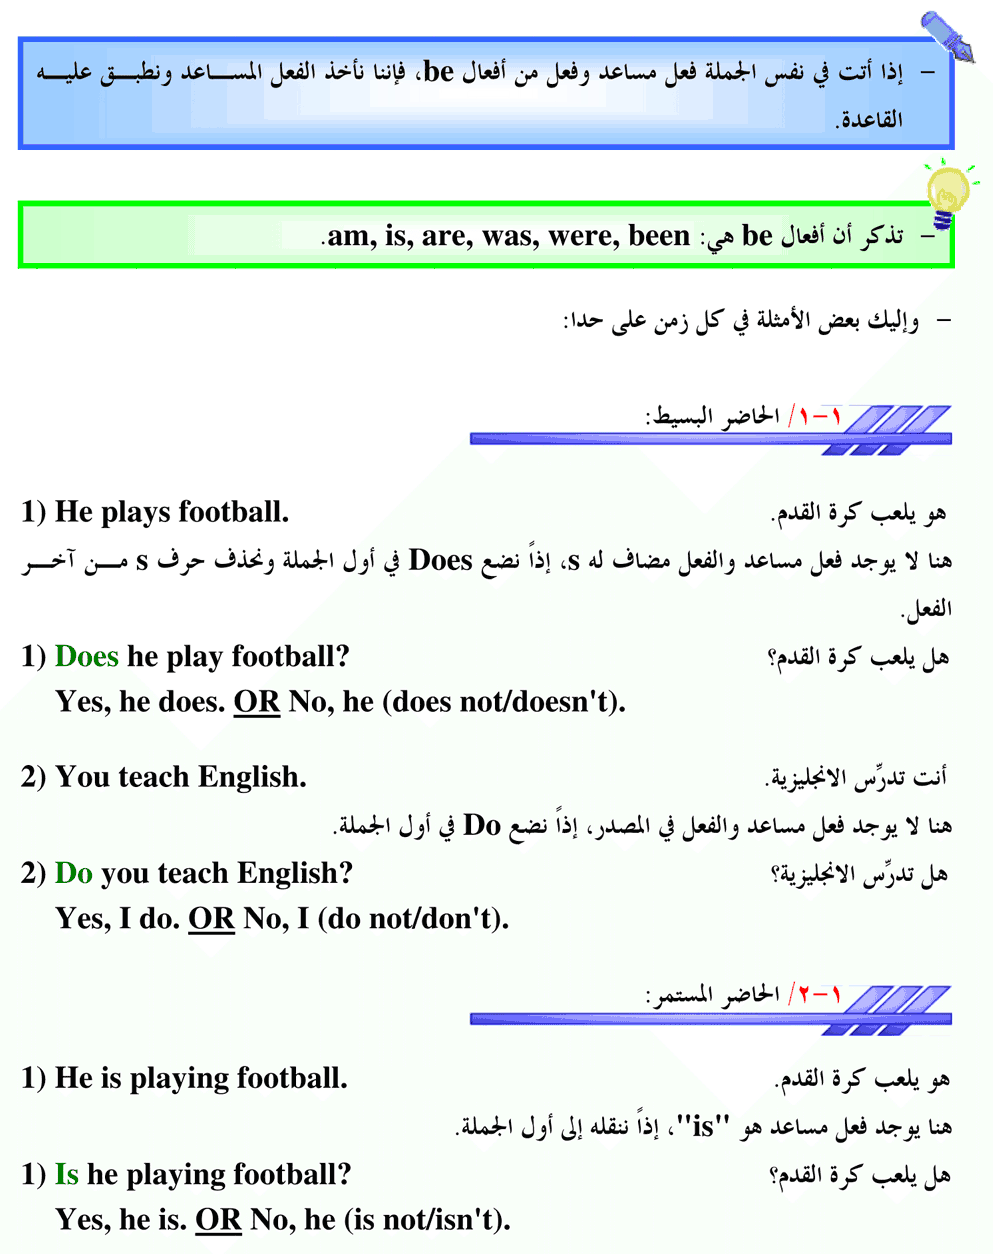 – إذا أتت في نفس الجملة فعل مساعد وفعل من أفعال be، فإننا نأخذ الفعل المساعد ونطبق عليه
القاعدة.
– تذكر أن أفعال be هي: am, is, are, was, were, been.
– وإليك بعض الأمثلة في كل زمن على حدا:
١-١/ الحاضر البسيط:
1) He plays football. هو يلعب كرة القدم.
هنا لا يوجد فعل مساعد والفعل مضاف له s، إذاً نضع Does في أول الجملة ونحذف حرف s من آخر
الفعل.
1) Does he play football? هل يلعب كرة القدم؟
Yes, he does. OR No, he (does not/doesn't).
2) You teach English. أنت تدرِّس الانجليزية.
هنا لا يوجد فعل مساعد والفعل في المصدر، إذاً نضع Do في أول الجملة.
2) Do you teach English? هل تدرِّس الانجليزية؟
Yes, I do. OR No, I (do not/don't).
١-٢/ الحاضر المستمر:
1) He is playing football. هو يلعب كرة القدم.
هنا يوجد فعل مساعد هو "is"، إذاً ننقله إلى أول الجملة.
1) Is he playing football? هل يلعب كرة القدم؟
Yes, he is. OR No, he (is not/isn't).